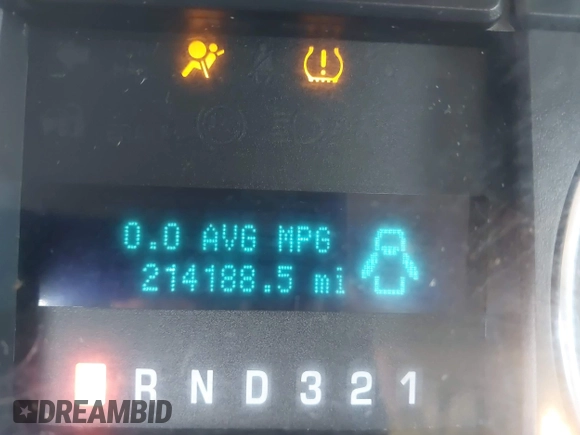 0.0 AVG MPG
214188.5 mi
R N D 3 2 1
DREAMBID